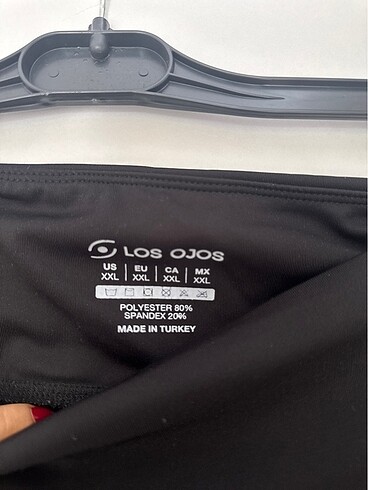 LOS OJOS
US | EU | CA | MX
XXL | XXL | XXL | XXL
POLYESTER 80%
SPANDEX 20%
MADE IN TURKEY